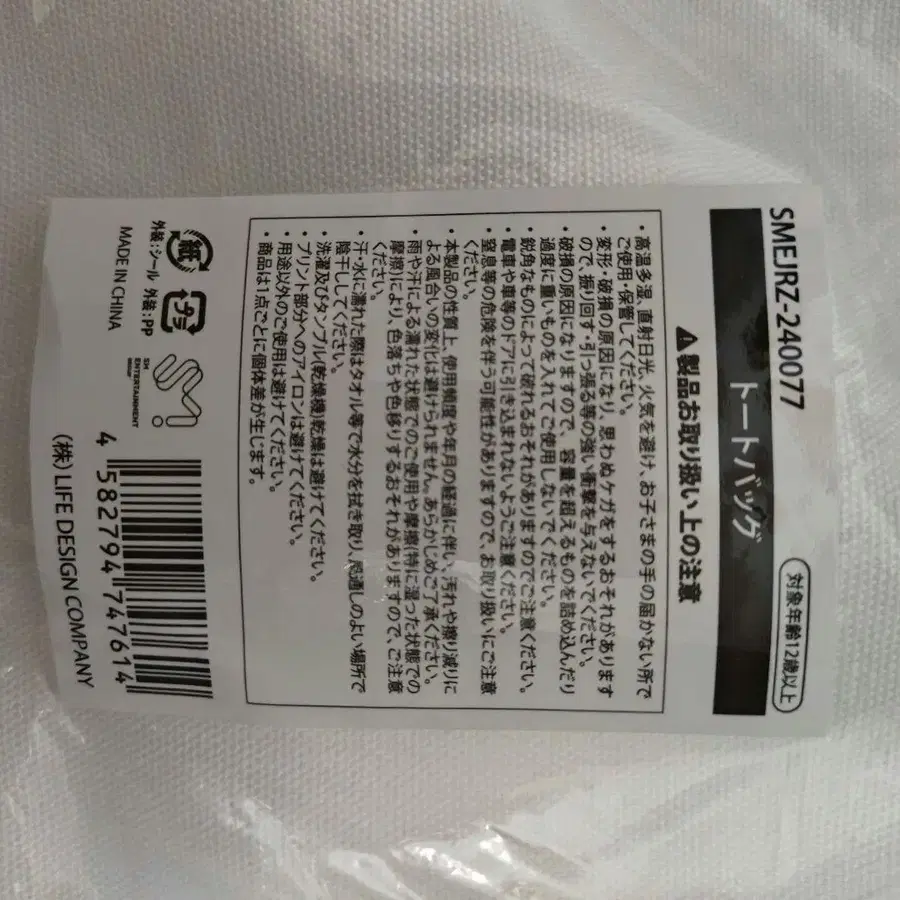 SMEJRZ-240077
対象年齢12歳以上
トートバッグ
⚠製品お取り扱い上の注意
・高温多湿、直射日光、火気を避け、お子さまの手の届かない所で
ご使用・保管してください。
・変形・破損の原因になり、思わぬケガをするおそれがあります
ので、振り回す・引っ張る等の強い衝撃を与えないでください。
・破損の原因になりますので、容量を超えるものを詰め込んだり
過度に重いものを入れてご使用しないでください。
・鋭角なものによって破れるおそれがありますのでご注意ください。
・電車や車等のドアに引き込まれないようご注意ください。
・窒息等の危険を伴う可能性がありますので、お取り扱いにご注意
ください。
・本製品の性質上、使用頻度や年月の経過に伴い、汚れや擦り減りに
よる風合いの変化は避けられません。あらかじめご了承ください。
・雨や汗による濡れた状態でのご使用や摩擦(特に湿った状態での
摩擦)により、色落ちや色移りするおそれがありますので、ご注意
ください。
・汗・水に濡れた際はタオル等で水分を拭き取り、風通しのよい場所で
陰干ししてください。
・洗濯及びタンブル(乾燥機)乾燥は避けてください。
・プリント部分へのアイロンは避けてください。
・用途以外のご使用は避けてください。
・商品は1点ごとに個体差が生じます。
紙 プラ
外装:シール 外装:PP
MADE IN CHINA
SM
ENTERTAINMENT
GROUP
4 582794 747614
(株) LIFE DESIGN COMPANY